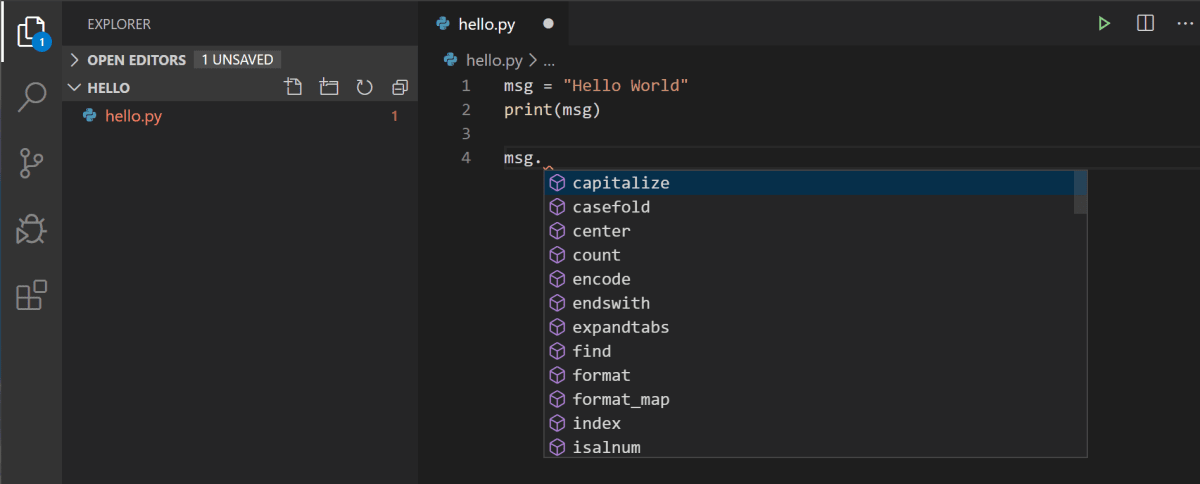 EXPLORER
OPEN EDITORS 1 UNSAVED
HELLO
hello.py 1
1
hello.py
hello.py > ...
1 msg = "Hello World"
2 print(msg)
3
4 msg.
capitalize
casefold
center
count
encode
endswith
expandtabs
find
format
format_map
index
isalnum